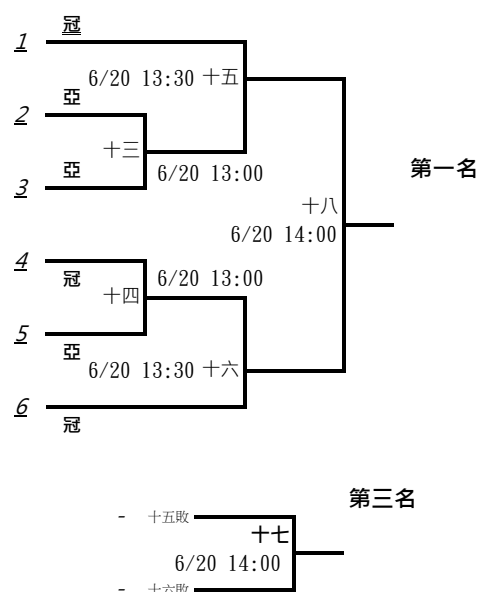 冠
1
6/20 13:30 十五
亞
2
十三
亞
6/20 13:00
3
第一名
十八
6/20 14:00
4
冠
6/20 13:00
十四
5
亞
6/20 13:30 十六
6
冠
第三名
- 十五敗
十七
6/20 14:00
- 十六敗